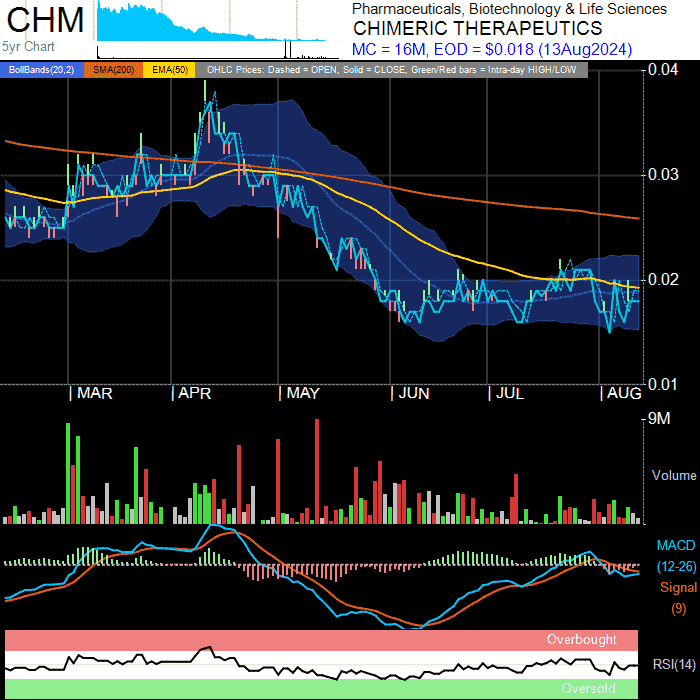 CHM
5yr Chart
Pharmaceuticals, Biotechnology & Life Sciences
CHIMERIC THERAPEUTICS
MC = 16M, EOD = $0.018 (13Aug2024)
BollBands(20,2) SMA(200) EMA(50) OHLC Prices: Dashed = OPEN, Solid = CLOSE, Green/Red bars = Intra-day HIGH/LOW
0.04
0.03
0.02
0.01
MAR APR MAY JUN JUL AUG
9M
Volume
MACD
(12-26)
Signal
(9)
Overbought
RSI(14)
Oversold